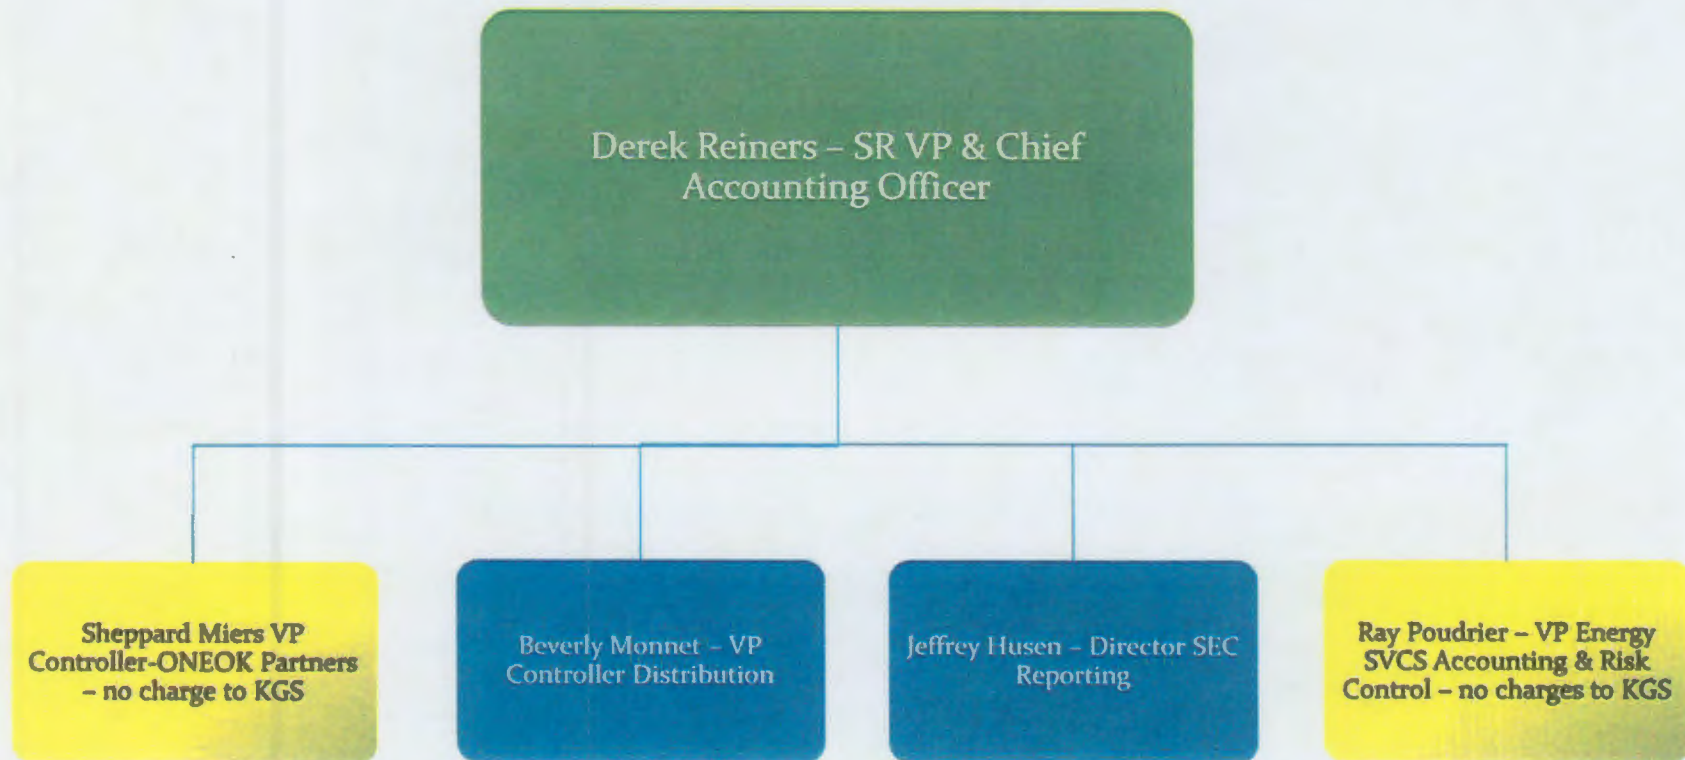 Derek Reiners – SR VP & Chief
Accounting Officer
Sheppard Miers VP
Controller-ONEOK Partners
– no charge to KGS
Beverly Monnet – VP
Controller Distribution
Jeffrey Husen – Director SEC
Reporting
Ray Poudrier – VP Energy
SVCS Accounting & Risk
Control – no charges to KGS